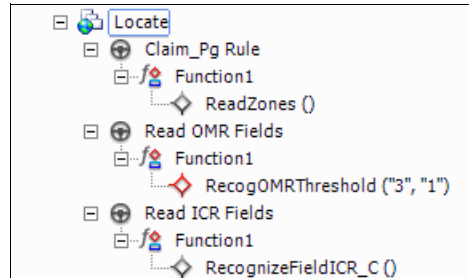 Locate
Claim_Pg Rule
Function1
ReadZones ()
Read OMR Fields
Function1
RecogOMRThreshold ("3", "1")
Read ICR Fields
Function1
RecognizeFieldICR_C ()